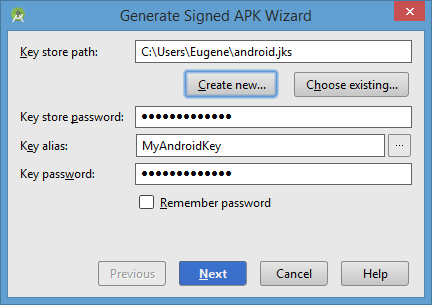 Generate Signed APK Wizard
Key store path: C:\Users\Eugene\android.jks
Create new... Choose existing...
Key store password: •••••••••••••
Key alias: MyAndroidKey ...
Key password: •••••••••••••
Remember password
Previous Next Cancel Help